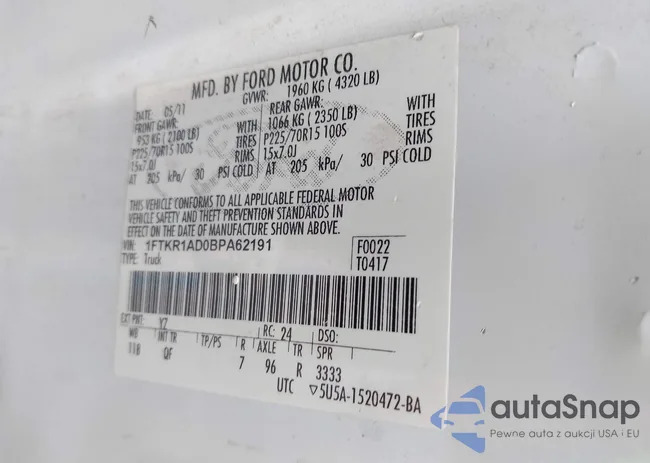 MFD. BY FORD MOTOR CO.
DATE: 05/11 GVWR: 1960 KG ( 4320 LB)
FRONT GAWR: REAR GAWR:
953 KG ( 2100 LB) WITH 1066 KG ( 2350 LB) WITH
P225/70R15 100S TIRES P225/70R15 100S TIRES
15x7.0J RIMS 15x7.0J RIMS
AT 205 kPa/ 30 PSI COLD AT 205 kPa/ 30 PSI COLD
THIS VEHICLE CONFORMS TO ALL APPLICABLE FEDERAL MOTOR
VEHICLE SAFETY AND THEFT PREVENTION STANDARDS IN
EFFECT ON THE DATE OF MANUFACTURE SHOWN ABOVE.
VIN: 1FTKR1AD0BPA62191 F0022
TYPE: Truck T0417
EXT PNT: YZ RC: 24 DSO:
WB INT TR TP/PS R AXLE TR SPR
118 QF 7 96 R 3333
UTC ▽5U5A-1520472-BA
autaSnap
Pewne auta z aukcji USA i EU